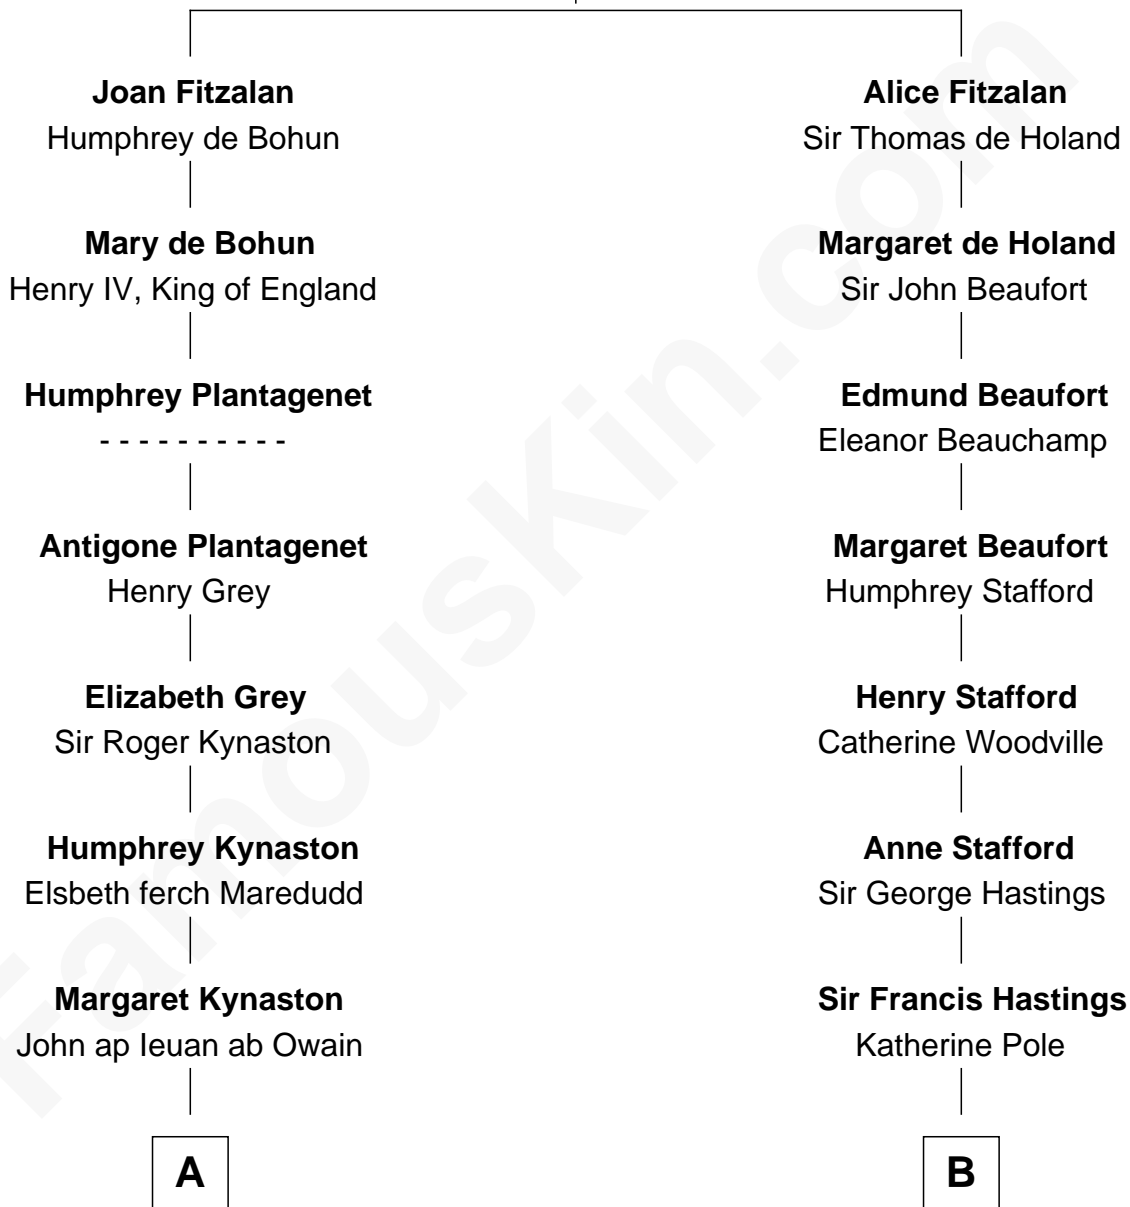 Joan Fitzalan
Humphrey de Bohun
Mary de Bohun
Henry IV, King of England
Humphrey Plantagenet
- - - - - - - - - -
Antigone Plantagenet
Henry Grey
Elizabeth Grey
Sir Roger Kynaston
Humphrey Kynaston
Elsbeth ferch Maredudd
Margaret Kynaston
John ap Ieuan ab Owain
A
Alice Fitzalan
Sir Thomas de Holand
Margaret de Holand
Sir John Beaufort
Edmund Beaufort
Eleanor Beauchamp
Margaret Beaufort
Humphrey Stafford
Henry Stafford
Catherine Woodville
Anne Stafford
Sir George Hastings
Sir Francis Hastings
Katherine Pole
B
FamousKin.com